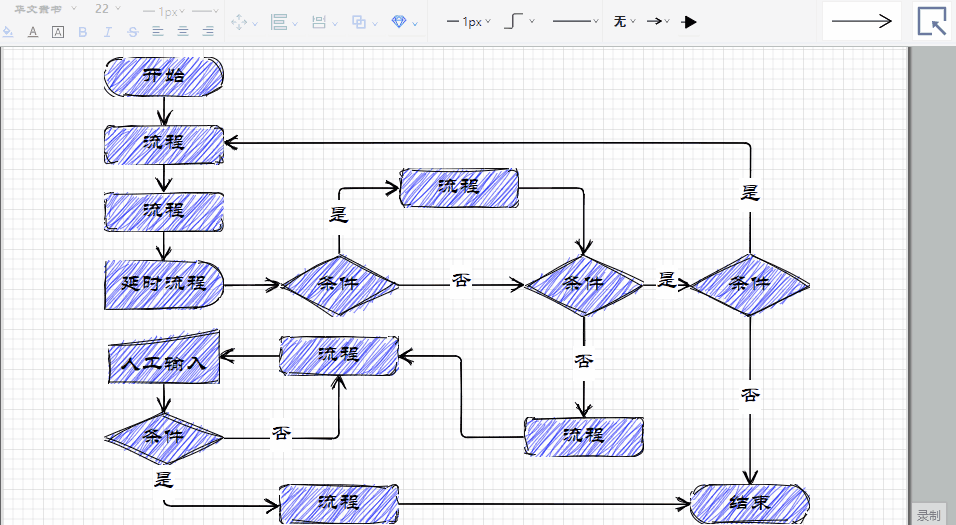 华文隶书 22 1px
1px 无
A A B I S
开始
流程
是
流程
是
流程
延时流程
条件
否
条件
是
条件
流程
人工输入
否
否
条件
否
流程
是
流程
结束
录制